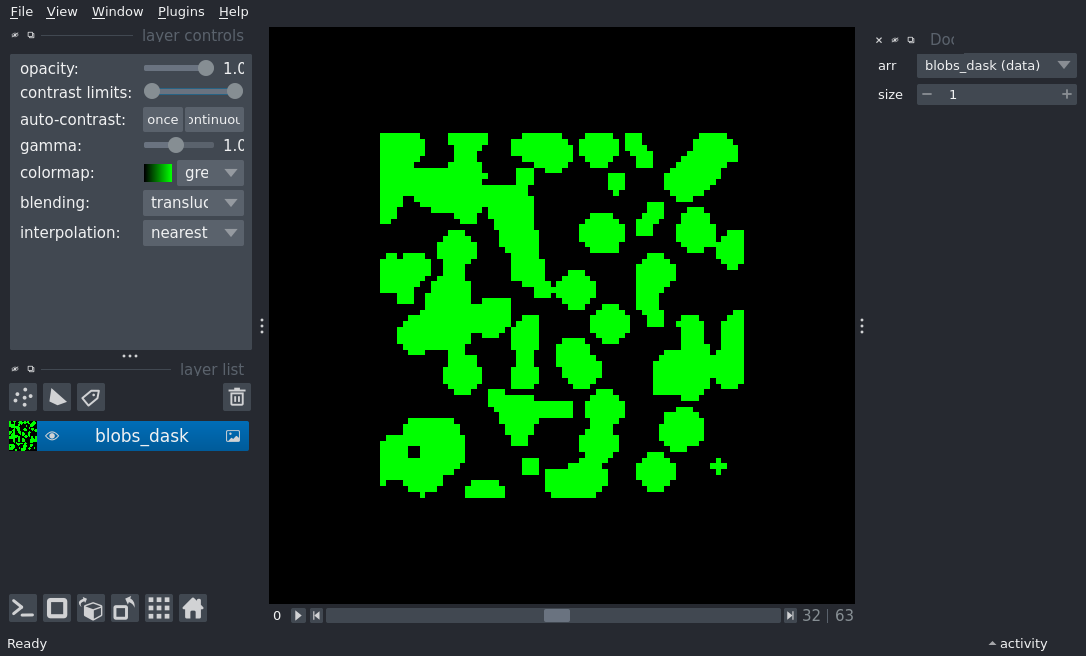 File View Window Plugins Help
layer controls
opacity: 1.0
contrast limits:
auto-contrast: once ontinuou
gamma: 1.0
colormap: gre
blending: transluc
interpolation: nearest
layer list
blobs_dask
0 32 | 63
Ready
Doc
arr blobs_dask (data)
size 1
activity